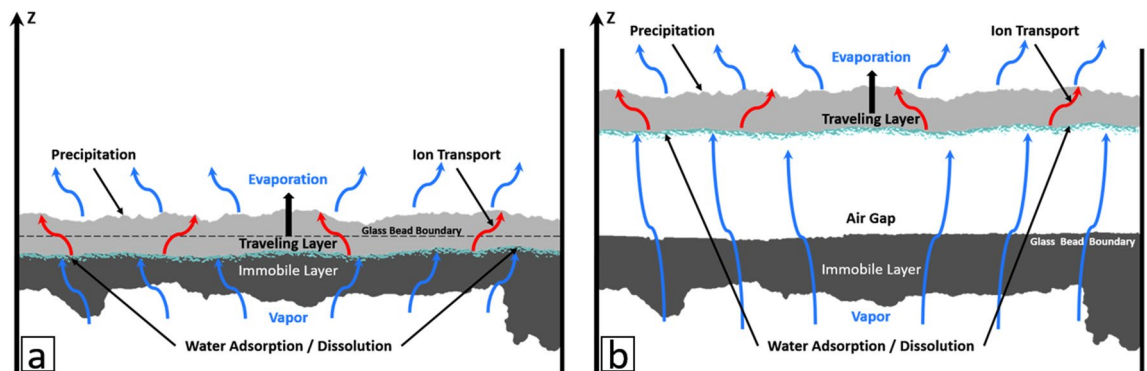 Z
Precipitation
Ion Transport
Evaporation
Glass Bead Boundary
Traveling Layer
Immobile Layer
Vapor
Water Adsorption / Dissolution
a
Z
Precipitation
Ion Transport
Evaporation
Traveling Layer
Air Gap
Glass Bead Boundary
Immobile Layer
Vapor
Water Adsorption / Dissolution
b